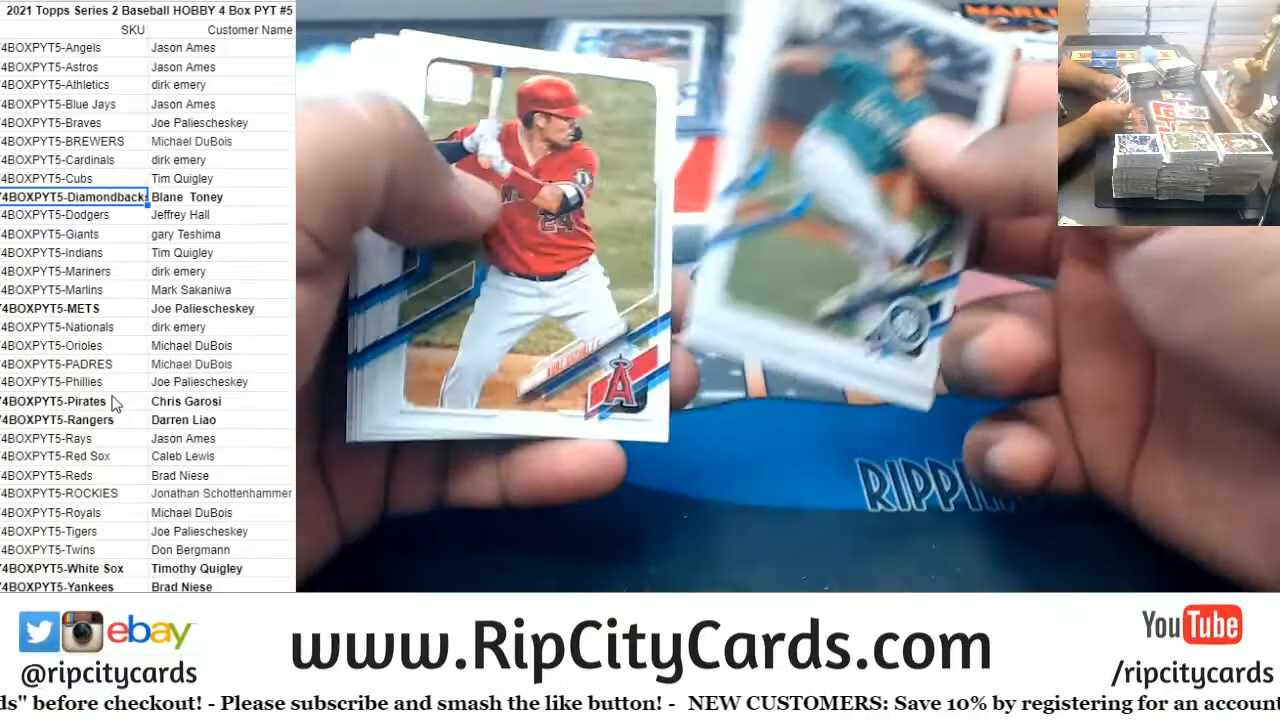 2021 Topps Series 2 Baseball HOBBY 4 Box PYT #5
SKU Customer Name
4BOXPYT5-Angels Jason Ames
4BOXPYT5-Astros Jason Ames
4BOXPYT5-Athletics dirk emery
4BOXPYT5-Blue Jays Jason Ames
4BOXPYT5-Braves Joe Paliescheskey
4BOXPYT5-BREWERS Michael DuBois
4BOXPYT5-Cardinals dirk emery
4BOXPYT5-Cubs Tim Quigley
4BOXPYT5-Diamondbacks Blane Toney
4BOXPYT5-Dodgers Jeffrey Hall
4BOXPYT5-Giants gary Teshima
4BOXPYT5-Indians Tim Quigley
4BOXPYT5-Mariners dirk emery
4BOXPYT5-Marlins Mark Sakaniwa
4BOXPYT5-METS Joe Paliescheskey
4BOXPYT5-Nationals dirk emery
4BOXPYT5-Orioles Michael DuBois
4BOXPYT5-PADRES Michael DuBois
4BOXPYT5-Phillies Joe Paliescheskey
4BOXPYT5-Pirates Chris Garosi
4BOXPYT5-Rangers Darren Liao
4BOXPYT5-Rays Jason Ames
4BOXPYT5-Red Sox Caleb Lewis
4BOXPYT5-Reds Brad Niese
4BOXPYT5-ROCKIES Jonathan Schottenhammer
4BOXPYT5-Royals Michael DuBois
4BOXPYT5-Tigers Joe Paliescheskey
4BOXPYT5-Twins Don Bergmann
4BOXPYT5-White Sox Timothy Quigley
4BOXPYT5-Yankees Brad Niese
24
A
RIPPI
ebay
@ripcitycards
www.RipCityCards.com
YouTube
/ripcitycards
ds" before checkout! - Please subscribe and smash the like button! - NEW CUSTOMERS: Save 10% by registering for an accoun